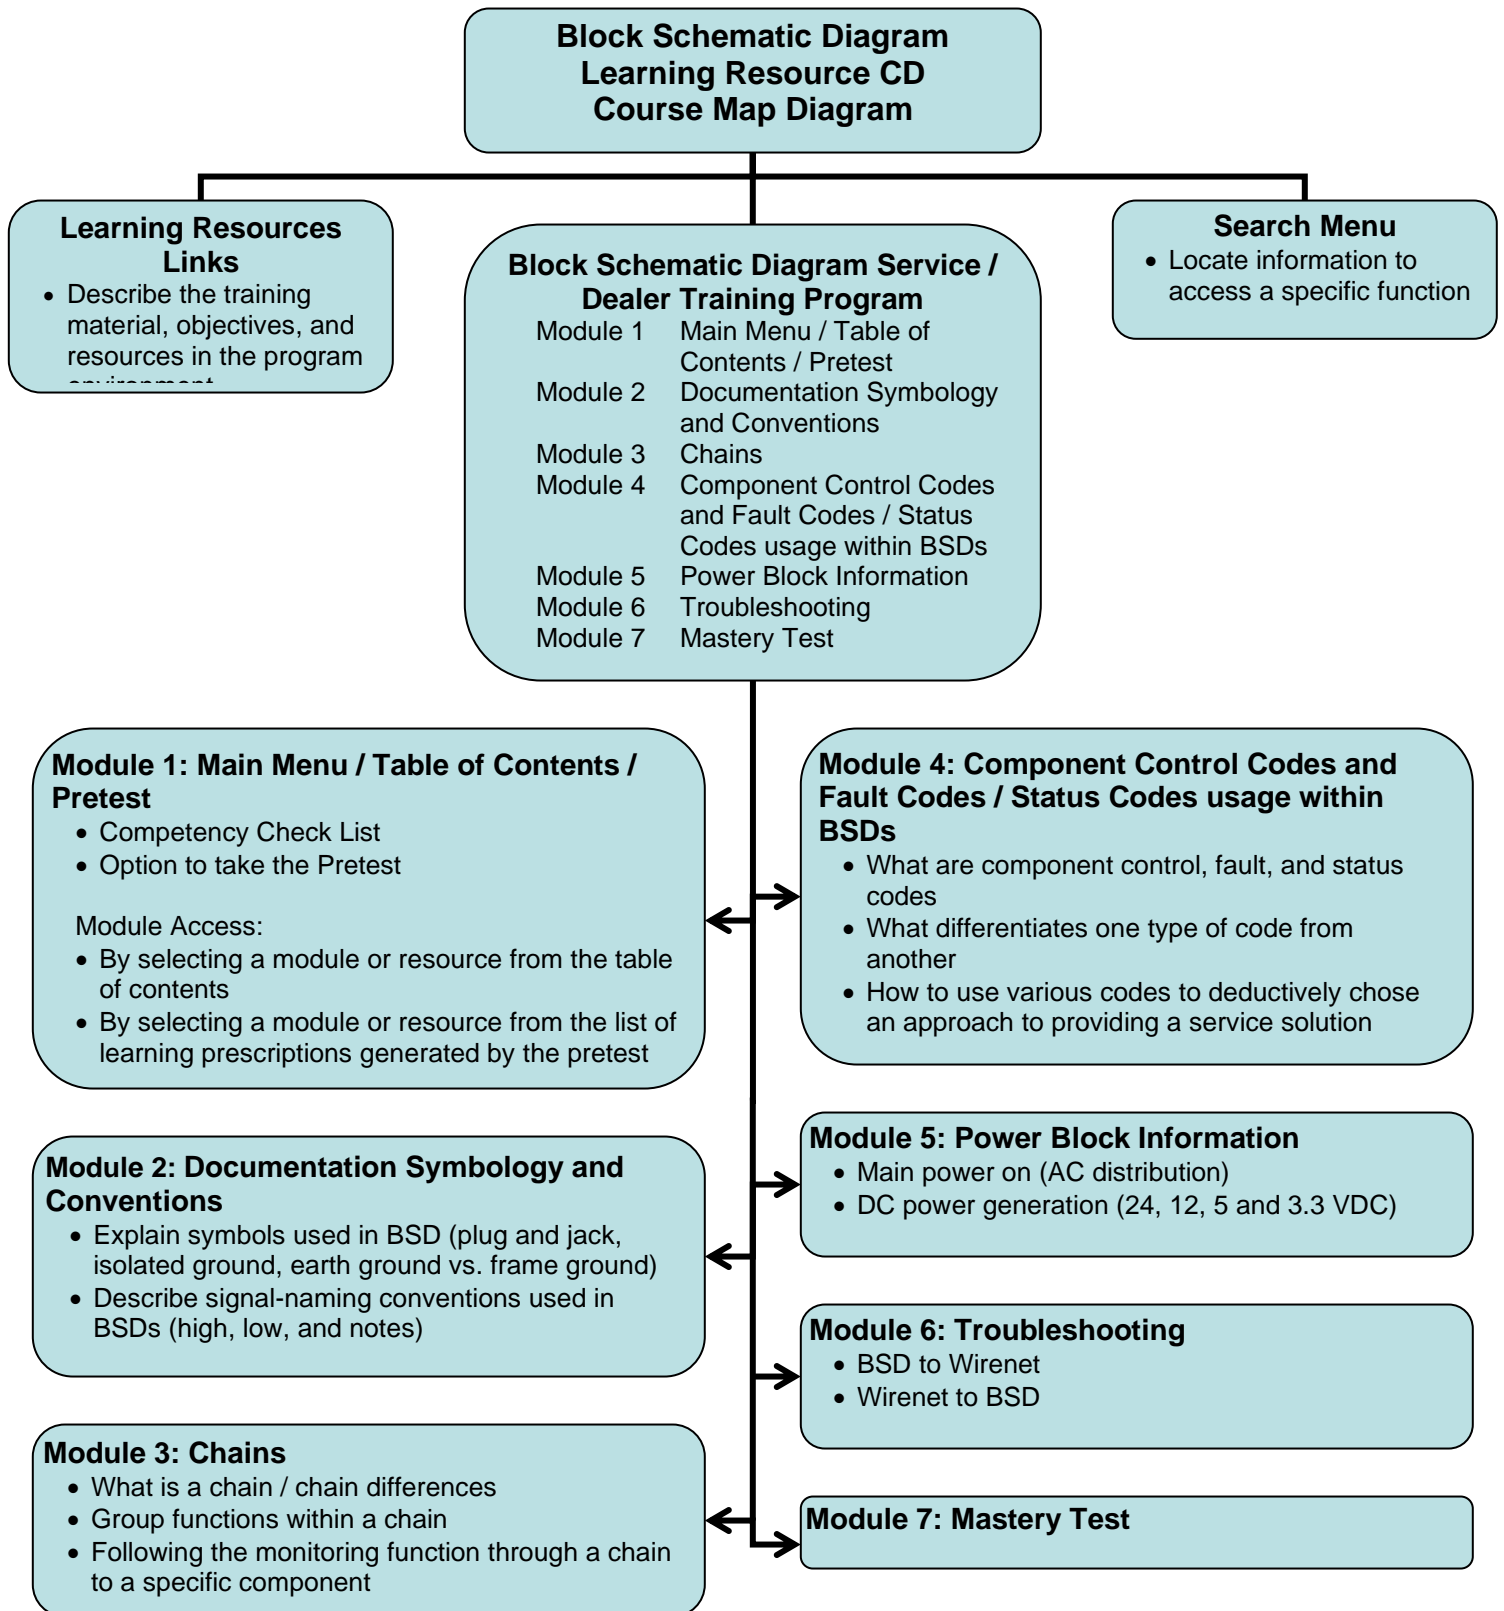 Block Schematic Diagram
Learning Resource CD
Course Map Diagram
Learning Resources
Links
• Describe the training
material, objectives, and
resources in the program
Block Schematic Diagram Service /
Dealer Training Program
Module 1 Main Menu / Table of
Contents / Pretest
Module 2 Documentation Symbology
and Conventions
Module 3 Chains
Module 4 Component Control Codes
and Fault Codes / Status
Codes usage within BSDs
Module 5 Power Block Information
Module 6 Troubleshooting
Module 7 Mastery Test
Search Menu
• Locate information to
access a specific function
Module 1: Main Menu / Table of Contents /
Pretest
• Competency Check List
• Option to take the Pretest
Module Access:
• By selecting a module or resource from the table
of contents
• By selecting a module or resource from the list of
learning prescriptions generated by the pretest
Module 2: Documentation Symbology and
Conventions
• Explain symbols used in BSD (plug and jack,
isolated ground, earth ground vs. frame ground)
• Describe signal-naming conventions used in
BSDs (high, low, and notes)
Module 3: Chains
• What is a chain / chain differences
• Group functions within a chain
• Following the monitoring function through a chain
to a specific component
Module 4: Component Control Codes and
Fault Codes / Status Codes usage within
BSDs
• What are component control, fault, and status
codes
• What differentiates one type of code from
another
• How to use various codes to deductively chose
an approach to providing a service solution
Module 5: Power Block Information
• Main power on (AC distribution)
• DC power generation (24, 12, 5 and 3.3 VDC)
Module 6: Troubleshooting
• BSD to Wirenet
• Wirenet to BSD
Module 7: Mastery Test